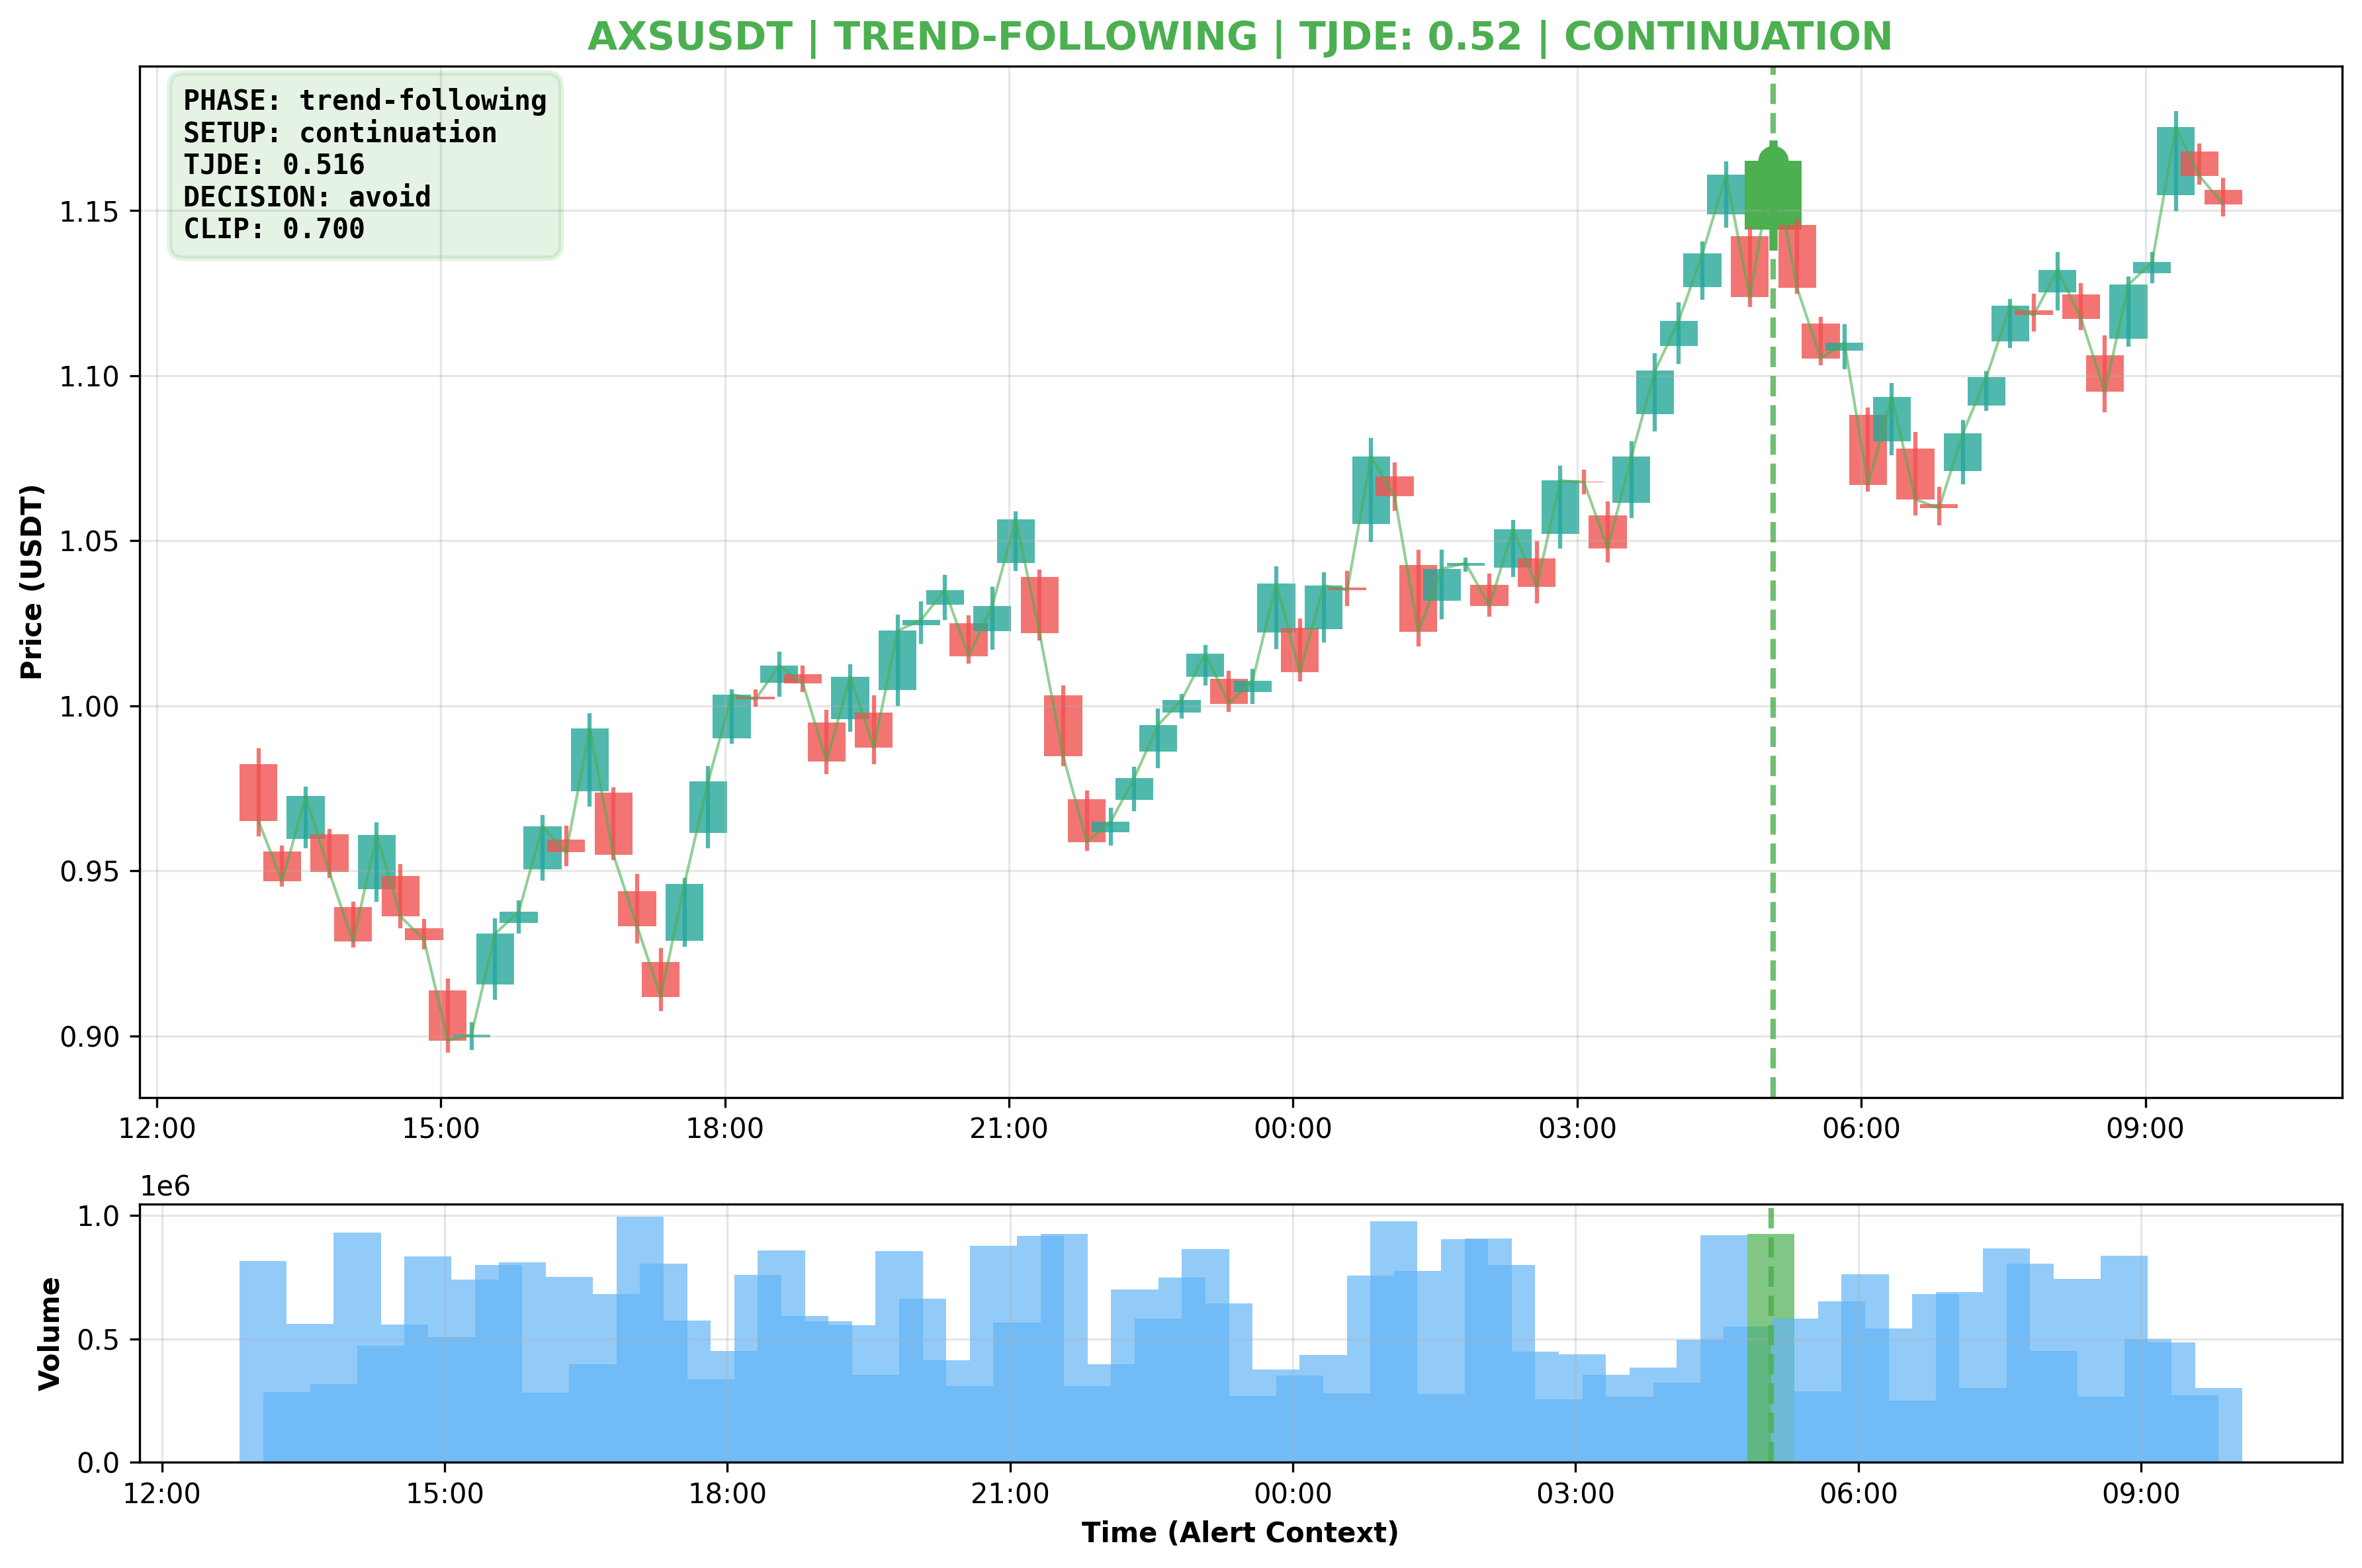 AXSUSDT | TREND-FOLLOWING | TJDE: 0.52 | CONTINUATION
PHASE: trend-following
SETUP: continuation
TJDE: 0.516
DECISION: avoid
CLIP: 0.700
Price (USDT)
1.15
1.10
1.05
1.00
0.95
0.90
12:00 15:00 18:00 21:00 00:00 03:00 06:00 09:00
1e6
Volume
1.0
0.5
0.0
12:00 15:00 18:00 21:00 00:00 03:00 06:00 09:00
Time (Alert Context)